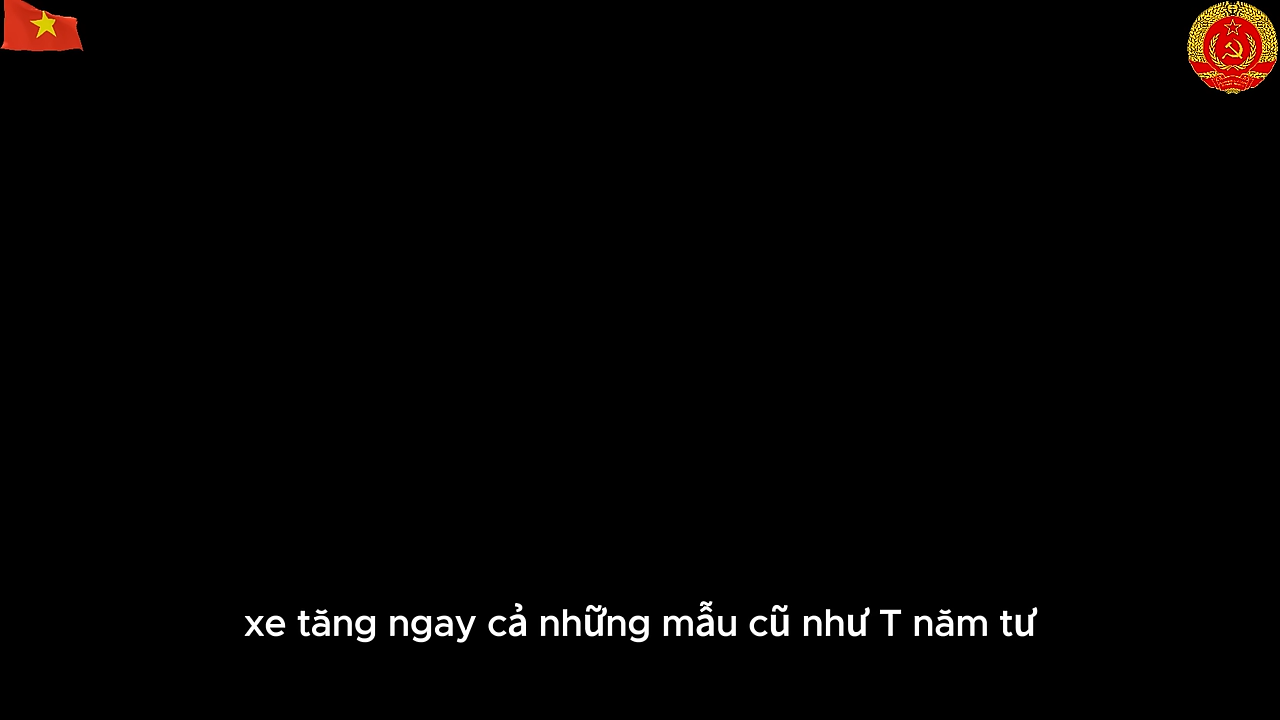 xe tăng ngay cả những mẫu cũ như T năm tư